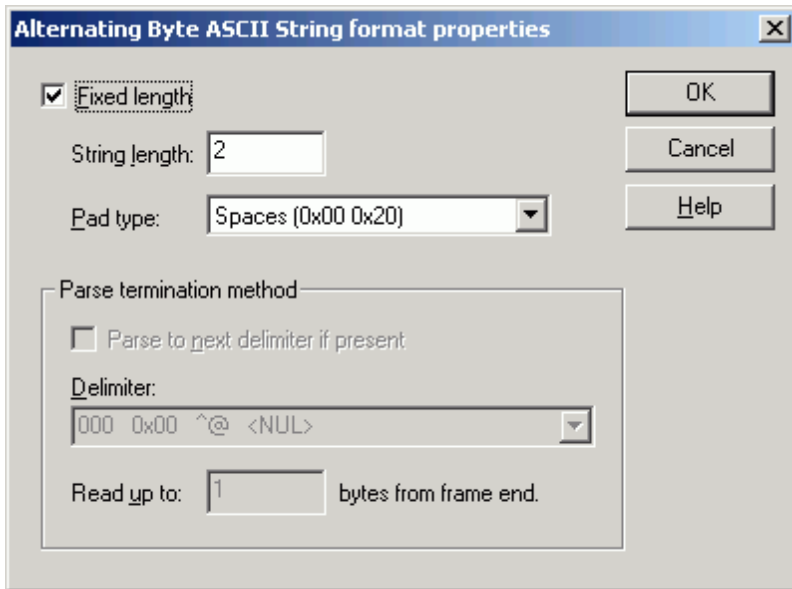 Alternating Byte ASCII String format properties
Fixed length
OK
String length: 2
Cancel
Pad type: Spaces (0x00 0x20)
Help
Parse termination method
Parse to next delimiter if present
Delimiter:
000 0x00 ^@ <NUL>
Read up to: 1 bytes from frame end.